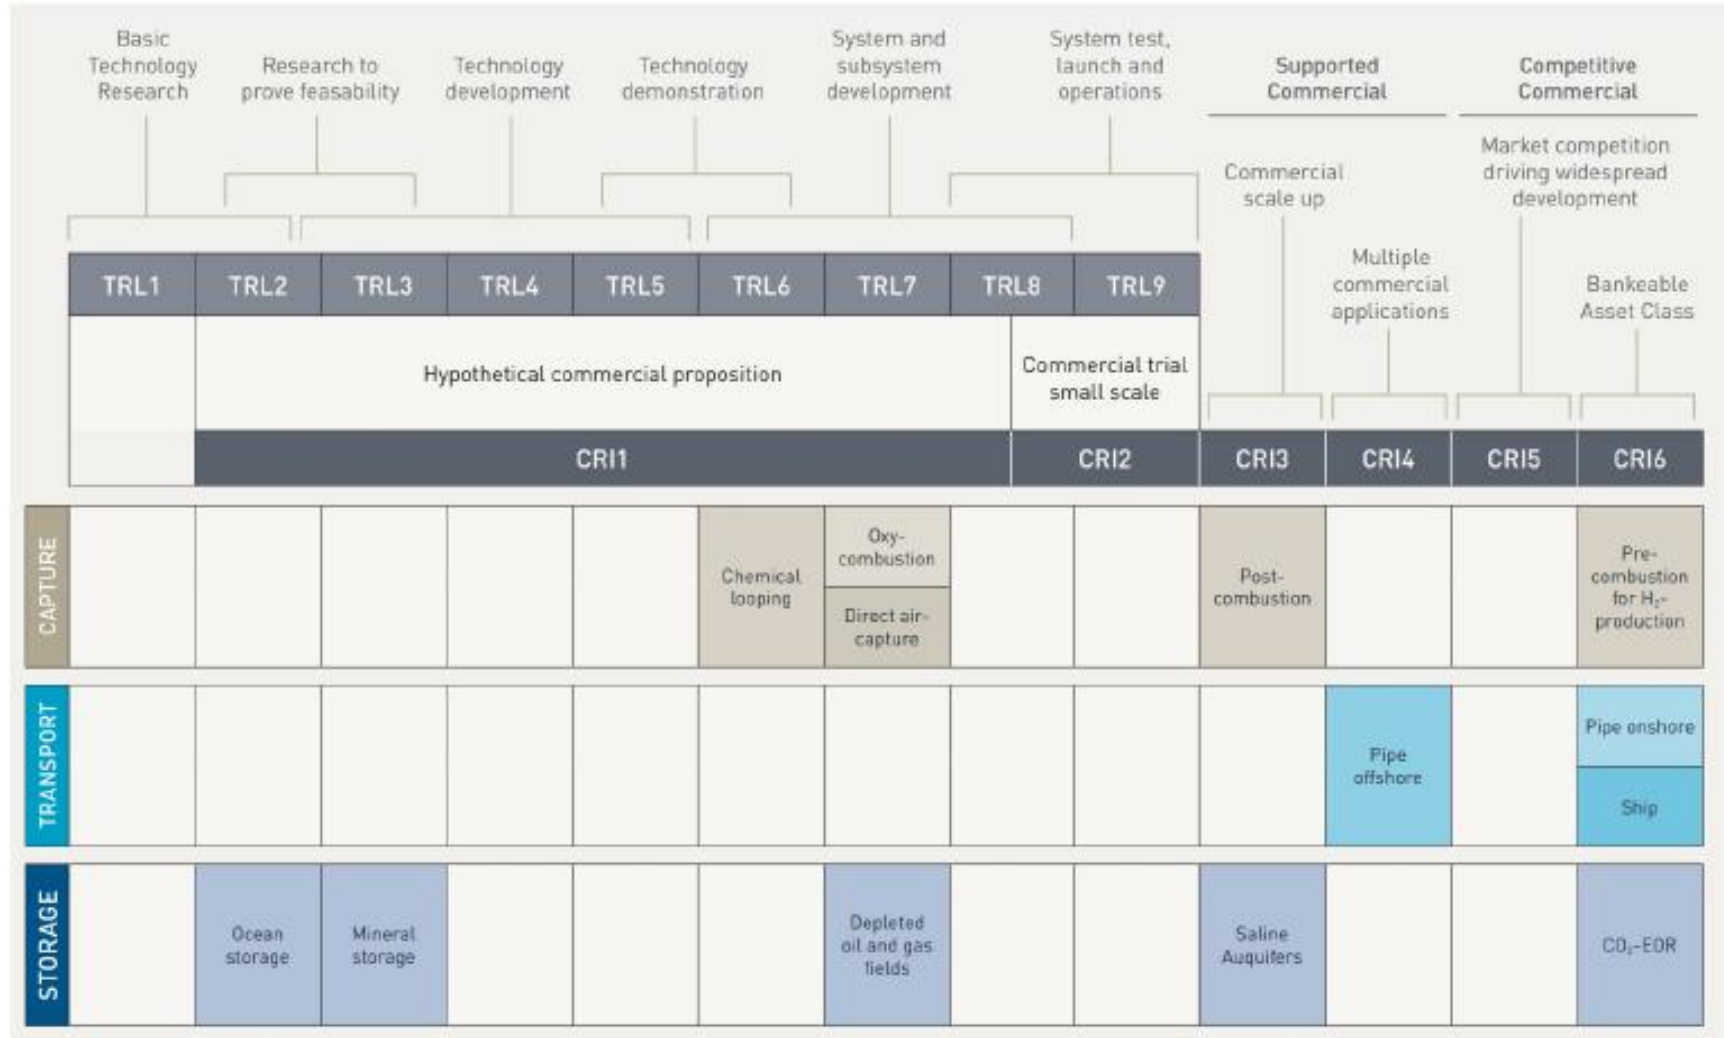 Basic
Technology
Research
Research to
prove feasability
Technology
development
Technology
demonstration
System and
subsystem
development
System test,
launch and
operations
Supported
Commercial
Competitive
Commercial
Commercial
scale up
Market competition
driving widespread
development
Multiple
commercial
applications
Bankeable
Asset Class
TRL1 TRL2 TRL3 TRL4 TRL5 TRL6 TRL7 TRL8 TRL9
Hypothetical commercial proposition
Commercial trial
small scale
CRI1 CRI2 CRI3 CRI4 CRI5 CRI6
CAPTURE
Chemical
looping
Oxy-
combustion
Direct air-
capture
Post-
combustion
Pre-
combustion
for H₂-
production
TRANSPORT
Pipe
offshore
Pipe onshore
Ship
STORAGE
Ocean
storage
Mineral
storage
Depleted
oil and gas
fields
Saline
Auquifers
CO₂-EOR